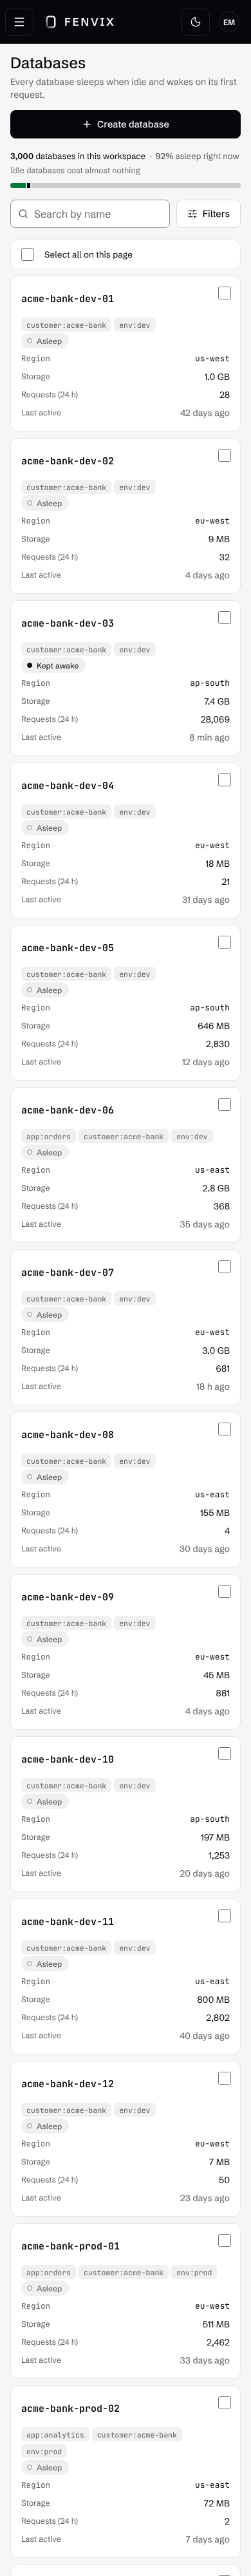 FENVIX
EM
Databases
Every database sleeps when idle and wakes on its first
request.
Create database
3,000 databases in this workspace · 92% asleep right now
Idle databases cost almost nothing
Search by name
Filters
Select all on this page
acme-bank-dev-01
customer:acme-bank env:dev
Asleep
Region us-west
Storage 1.0 GB
Requests (24 h) 28
Last active 42 days ago
acme-bank-dev-02
customer:acme-bank env:dev
Asleep
Region eu-west
Storage 9 MB
Requests (24 h) 32
Last active 4 days ago
acme-bank-dev-03
customer:acme-bank env:dev
Kept awake
Region ap-south
Storage 7.4 GB
Requests (24 h) 28,069
Last active 8 min ago
acme-bank-dev-04
customer:acme-bank env:dev
Asleep
Region eu-west
Storage 18 MB
Requests (24 h) 21
Last active 31 days ago
acme-bank-dev-05
customer:acme-bank env:dev
Asleep
Region ap-south
Storage 646 MB
Requests (24 h) 2,830
Last active 12 days ago
acme-bank-dev-06
app:orders customer:acme-bank env:dev
Asleep
Region us-east
Storage 2.8 GB
Requests (24 h) 368
Last active 35 days ago
acme-bank-dev-07
customer:acme-bank env:dev
Asleep
Region eu-west
Storage 3.0 GB
Requests (24 h) 681
Last active 18 h ago
acme-bank-dev-08
customer:acme-bank env:dev
Asleep
Region us-east
Storage 155 MB
Requests (24 h) 4
Last active 30 days ago
acme-bank-dev-09
customer:acme-bank env:dev
Asleep
Region eu-west
Storage 45 MB
Requests (24 h) 881
Last active 4 days ago
acme-bank-dev-10
customer:acme-bank env:dev
Asleep
Region ap-south
Storage 197 MB
Requests (24 h) 1,253
Last active 20 days ago
acme-bank-dev-11
customer:acme-bank env:dev
Asleep
Region us-east
Storage 800 MB
Requests (24 h) 2,802
Last active 40 days ago
acme-bank-dev-12
customer:acme-bank env:dev
Asleep
Region eu-west
Storage 7 MB
Requests (24 h) 50
Last active 23 days ago
acme-bank-prod-01
app:orders customer:acme-bank env:prod
Asleep
Region eu-west
Storage 511 MB
Requests (24 h) 2,462
Last active 33 days ago
acme-bank-prod-02
app:analytics customer:acme-bank
env:prod
Asleep
Region us-east
Storage 72 MB
Requests (24 h) 2
Last active 7 days ago